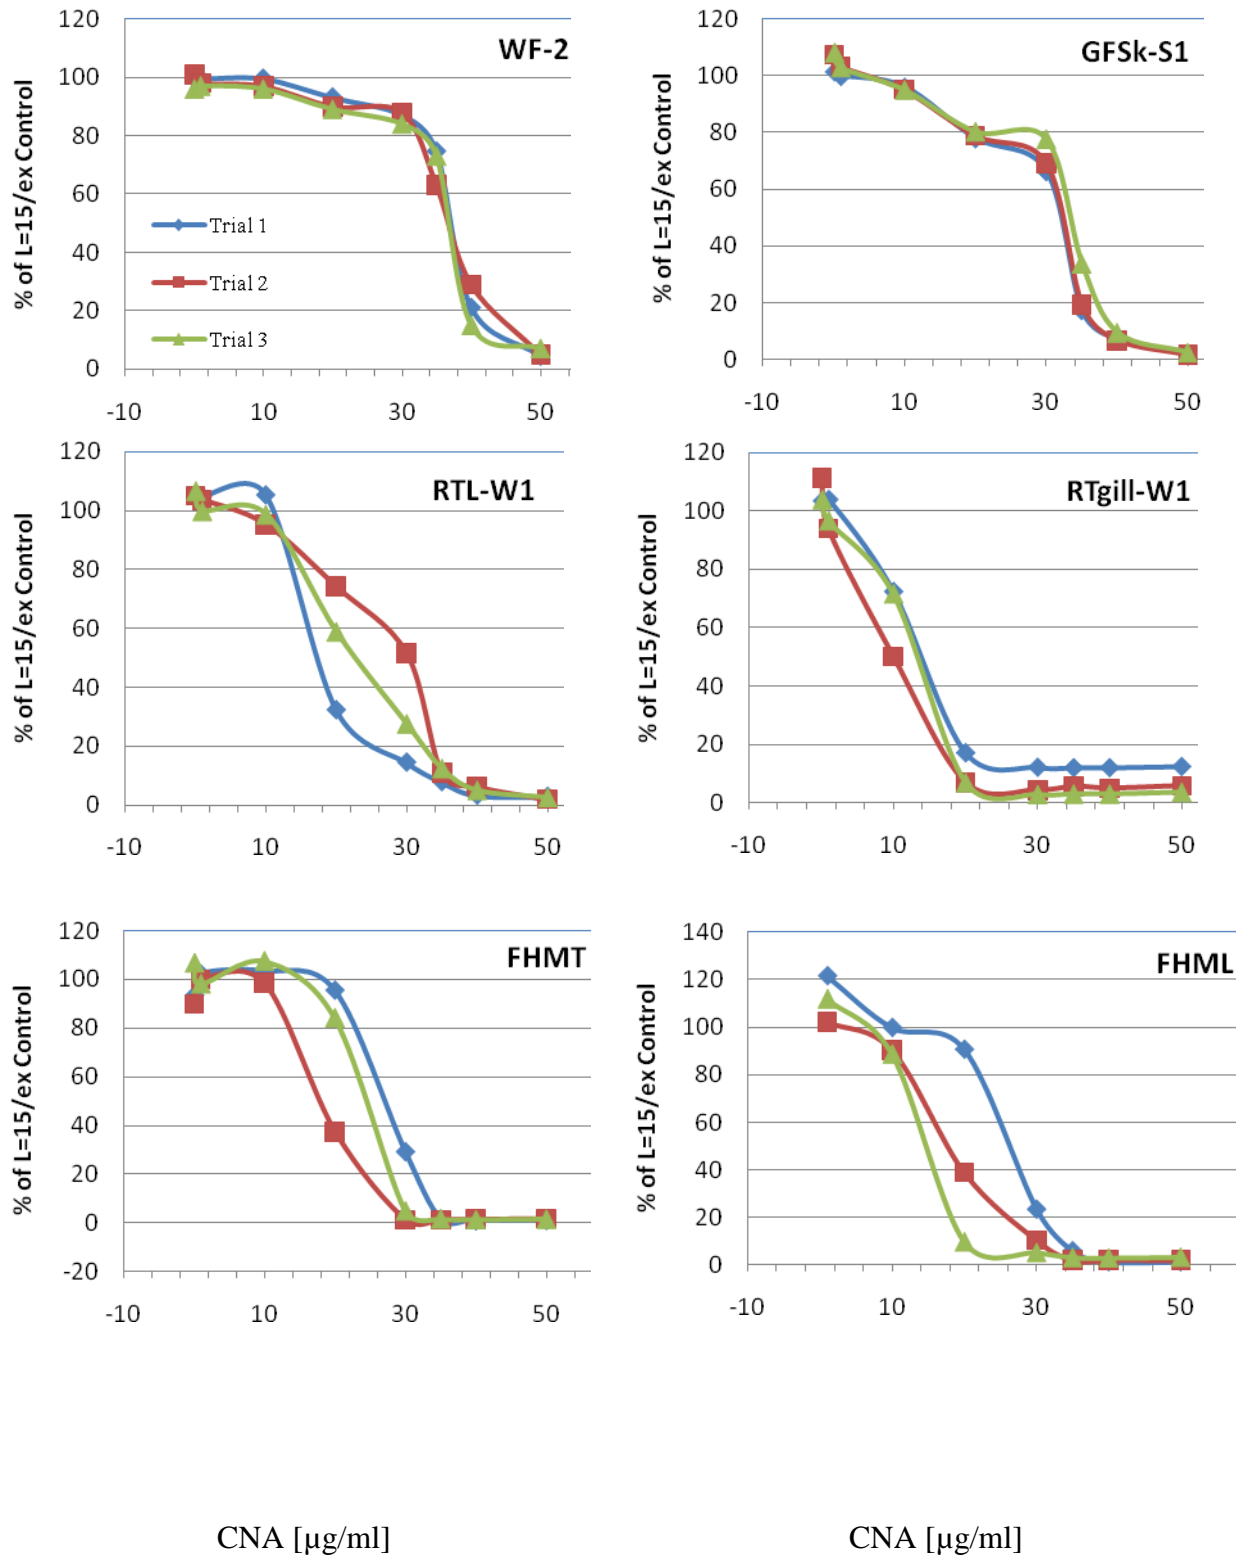 WF-2
% of L=15/ex Control
120
100
80
60
40
20
0
-10 10 30 50
Trial 1
Trial 2
Trial 3
GFSk-S1
% of L=15/ex Control
120
100
80
60
40
20
0
-10 10 30 50
RTL-W1
% of L=15/ex Control
120
100
80
60
40
20
0
-10 10 30 50
RTgill-W1
% of L=15/ex Control
120
100
80
60
40
20
0
-10 10 30 50
FHMT
% of L=15/ex Control
120
100
80
60
40
20
0
-20
-10 10 30 50
FHML
% of L=15/ex Control
140
120
100
80
60
40
20
0
-10 10 30 50
CNA [µg/ml]
CNA [µg/ml]